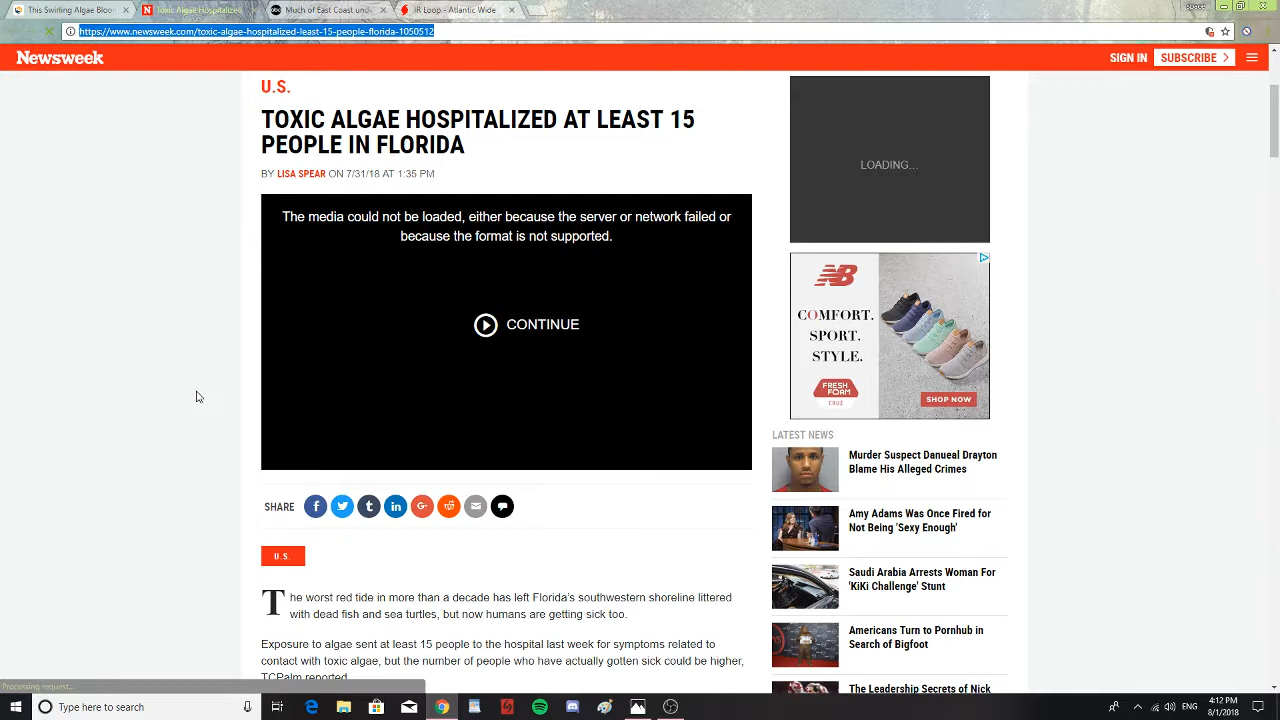 This Swirling Algae Bloo
Toxic Algae Hospitalized
Much of East Coast und
IR Loop - Atlantic Wide
space
https://www.newsweek.com/toxic-algae-hospitalized-least-15-people-florida-1050512
Newsweek
SIGN IN
SUBSCRIBE
U.S.
TOXIC ALGAE HOSPITALIZED AT LEAST 15
PEOPLE IN FLORIDA
BY LISA SPEAR ON 7/31/18 AT 1:35 PM
The media could not be loaded, either because the server or network failed or
because the format is not supported.
CONTINUE
SHARE
U.S.
The worst red tide in more than a decade has left Florida's southwestern shoreline littered
with dead fish and sea turtles, but now humans are getting sick too.
Exposure to algae sent at least 15 people to the hospital last week for symptoms related to
contact with toxic algae, but the number of people who have actually gotten sick could be higher,
TCPalm reported.
LOADING...
NB
COMFORT.
SPORT.
STYLE.
FRESH
FOAM
CRUZ
SHOP NOW
LATEST NEWS
Murder Suspect Danueal Drayton
Blame His Alleged Crimes
Amy Adams Was Once Fired for
Not Being 'Sexy Enough'
Saudi Arabia Arrests Woman For
'KiKi Challenge' Stunt
Americans Turn to Pornhub in
Search of Bigfoot
The Leadership Secrets of Nick
Processing request...
Type here to search
ENG
4:12 PM
8/1/2018